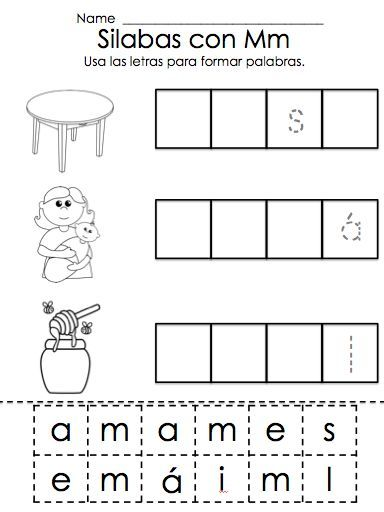 Name
Silabas con Mm
Usa las letras para formar palabras.
s
á
l
a m a m e s
e m á i m l